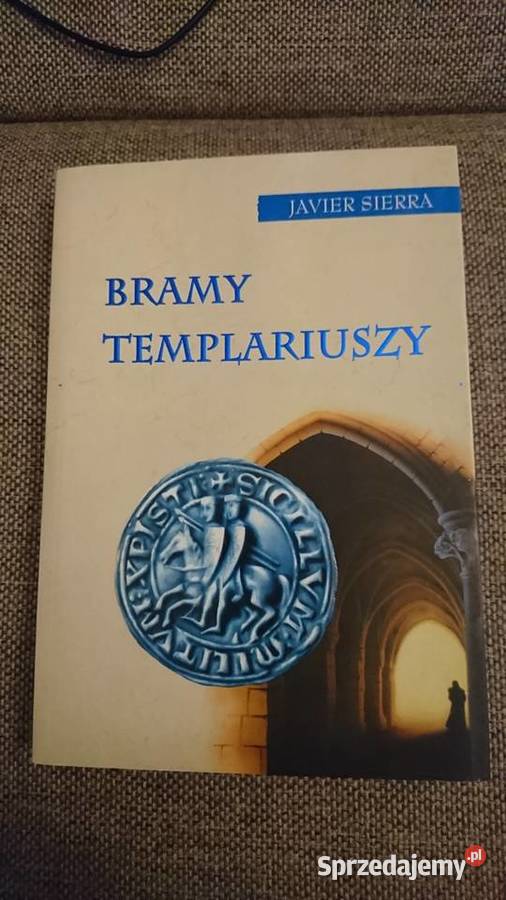 JAVIER SIERRA
BRAMY
TEMPLARIUSZY
✠ SIGILLVM · MILITVM · XPISTI
Sprzedajemy.pl